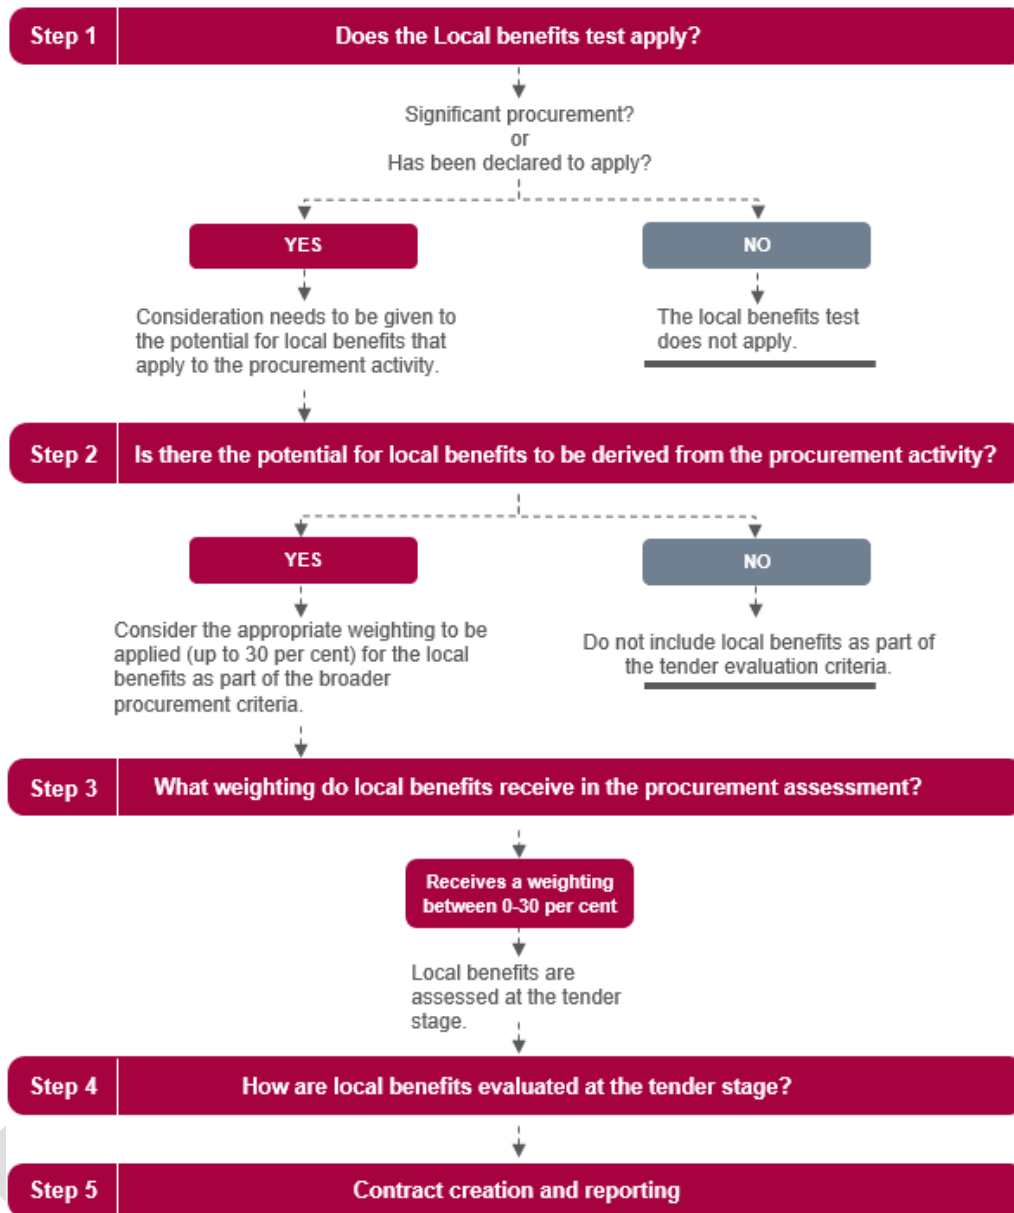 Step 1
Does the Local benefits test apply?
Significant procurement?
or
Has been declared to apply?
YES
NO
Consideration needs to be given to
the potential for local benefits that
apply to the procurement activity.
The local benefits test
does not apply.
Step 2
Is there the potential for local benefits to be derived from the procurement activity?
YES
NO
Consider the appropriate weighting to be
applied (up to 30 per cent) for the local
benefits as part of the broader
procurement criteria.
Do not include local benefits as part of
the tender evaluation criteria.
Step 3
What weighting do local benefits receive in the procurement assessment?
Receives a weighting
between 0-30 per cent
Local benefits are
assessed at the tender
stage.
Step 4
How are local benefits evaluated at the tender stage?
Step 5
Contract creation and reporting